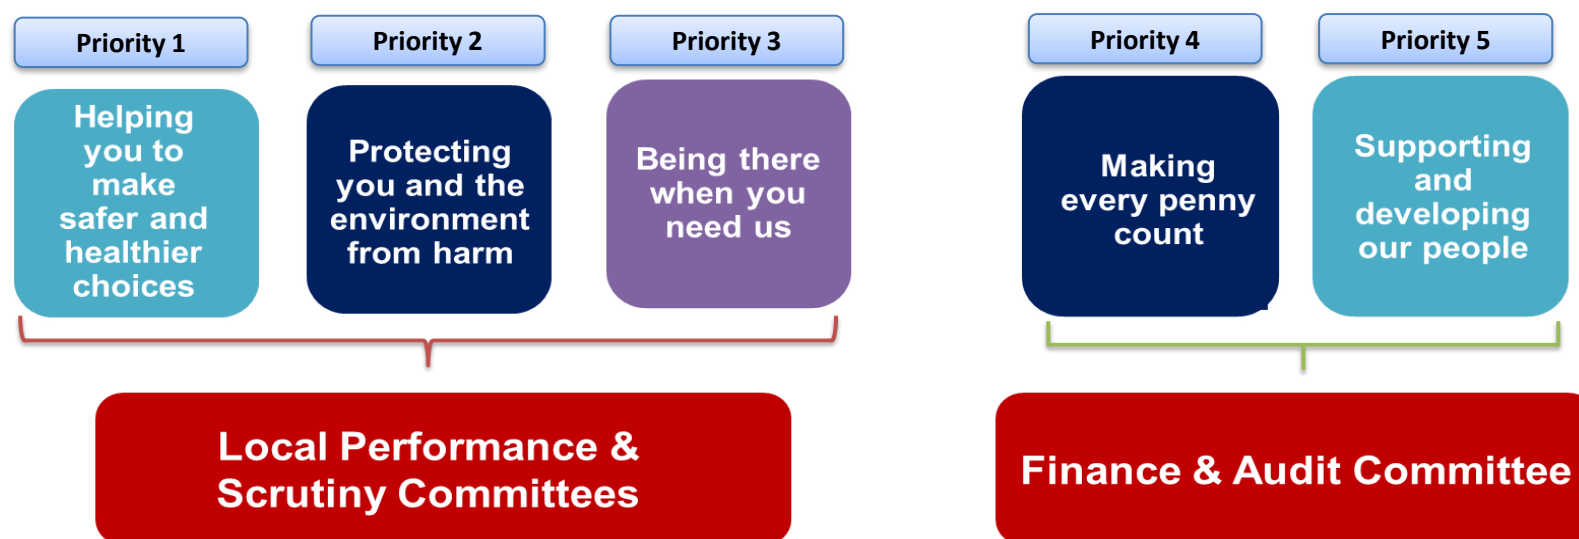 Priority 1
Priority 2
Priority 3
Priority 4
Priority 5
Helping
you to
make
safer and
healthier
choices
Protecting
you and the
environment
from harm
Being there
when you
need us
Making
every penny
count
Supporting
and
developing
our people
Local Performance &
Scrutiny Committees
Finance & Audit Committee